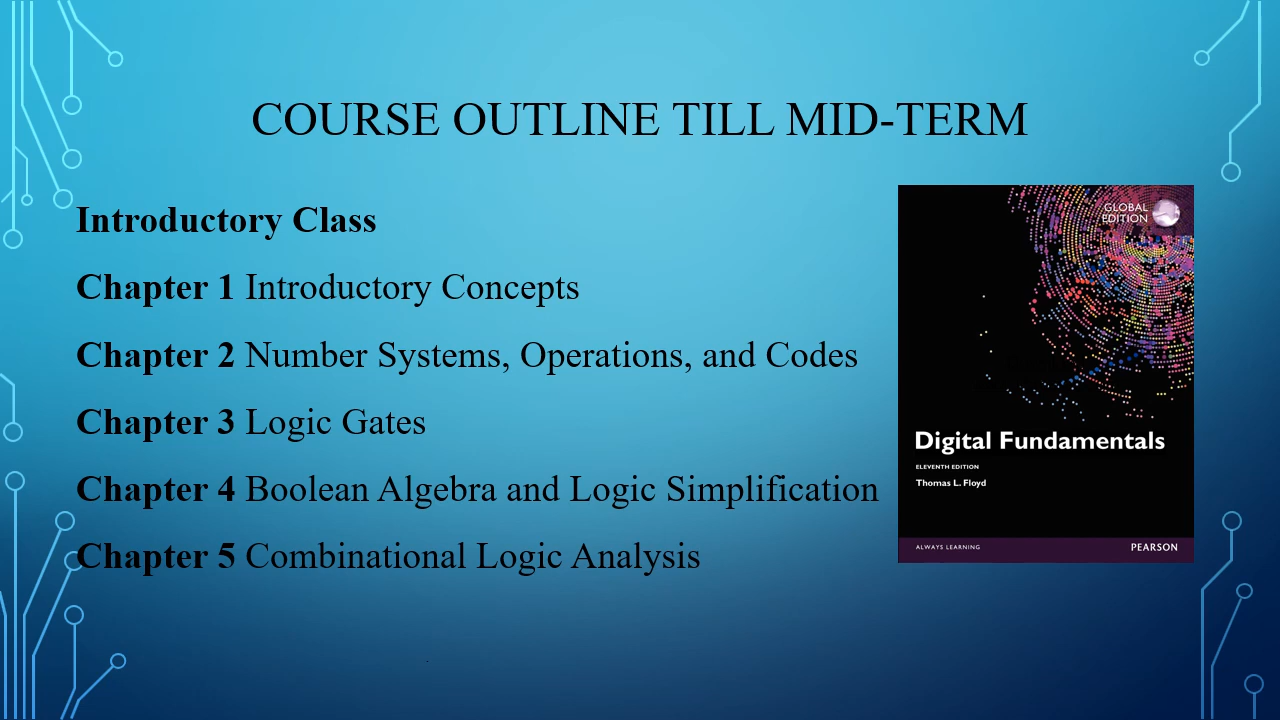 COURSE OUTLINE TILL MID-TERM
Introductory Class
Chapter 1 Introductory Concepts
Chapter 2 Number Systems, Operations, and Codes
Chapter 3 Logic Gates
Chapter 4 Boolean Algebra and Logic Simplification
Chapter 5 Combinational Logic Analysis
GLOBAL
EDITION
Digital Fundamentals
ELEVENTH EDITION
Thomas L. Floyd
ALWAYS LEARNING
PEARSON